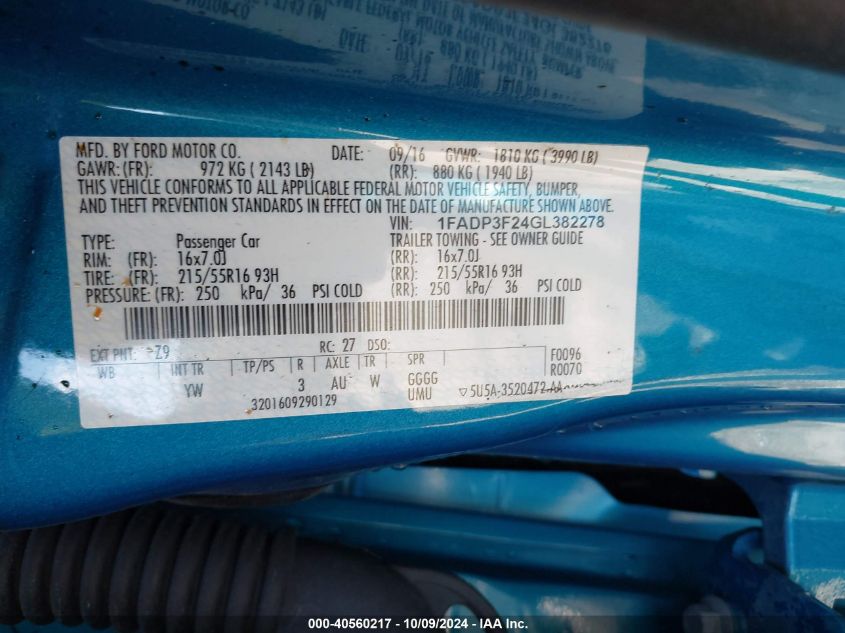 MFD. BY FORD MOTOR CO. DATE: 09/16 GVWR: 1810 KG ( 3990 LB)
GAWR:(FR): 972 KG ( 2143 LB) (RR): 880 KG ( 1940 LB)
THIS VEHICLE CONFORMS TO ALL APPLICABLE FEDERAL MOTOR VEHICLE SAFETY, BUMPER,
AND THEFT PREVENTION STANDARDS IN EFFECT ON THE DATE OF MANUFACTURE SHOWN ABOVE.
VIN: 1FADP3F24GL382278
TYPE: Passenger Car TRAILER TOWING - SEE OWNER GUIDE
RIM: (FR): 16x7.0J (RR): 16x7.0J
TIRE: (FR): 215/55R16 93H (RR): 215/55R16 93H
PRESSURE: (FR): 250 kPa/ 36 PSI COLD (RR): 250 kPa/ 36 PSI COLD
EXT PNT: Z9 RC: 27 DSO:
WB INT TR TP/PS R AXLE TR SPR F0096
YW 3 AU W GGGG R0070
UMU ▽5U5A-3520472-AA
3201609290129
000-40560217 - 10/09/2024 - IAA Inc.